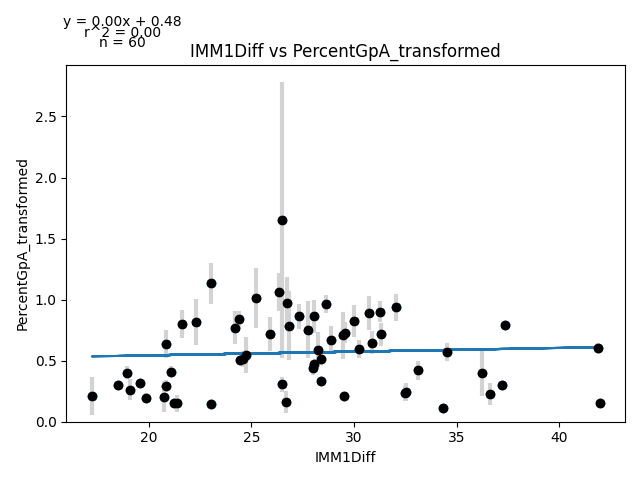 y = 0.00x + 0.48
r^2 = 0.00
n = 60
IMM1Diff vs PercentGpA_transformed
PercentGpA_transformed
2.5
2.0
1.5
1.0
0.5
0.0
20 25 30 35 40
IMM1Diff